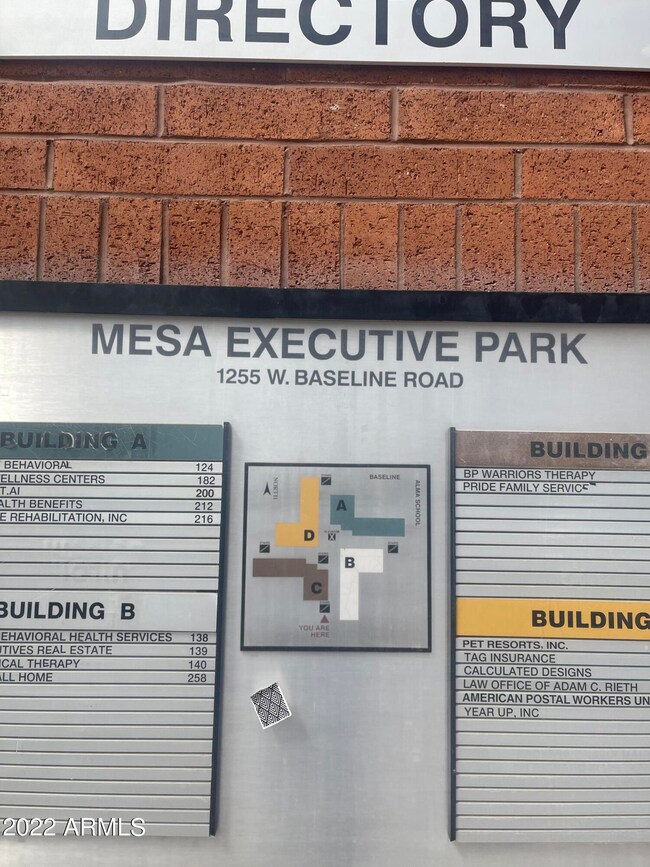 DIRECTORY
MESA EXECUTIVE PARK
1255 W. BASELINE ROAD
BUILDING A
BEHAVIORAL 124
ELLNESS CENTERS 182
T.AI 200
ALTH BENEFITS 212
E REHABILITATION, INC 216
BUILDING B
BEHAVIORAL HEALTH SERVICES 138
UTIVES REAL ESTATE 139
ICAL THERAPY 140
ALL HOME 258
NORTH
BASELINE
ALMA SCHOOL
A
D
X
B
C
YOU ARE
HERE
BUILDING
BP WARRIORS THERAPY
PRIDE FAMILY SERVICE
BUILDING
PET RESORTS, INC.
TAG INSURANCE
CALCULATED DESIGNS
LAW OFFICE OF ADAM C. RIETH
AMERICAN POSTAL WORKERS UN
YEAR UP, INC
2022 ARMLS